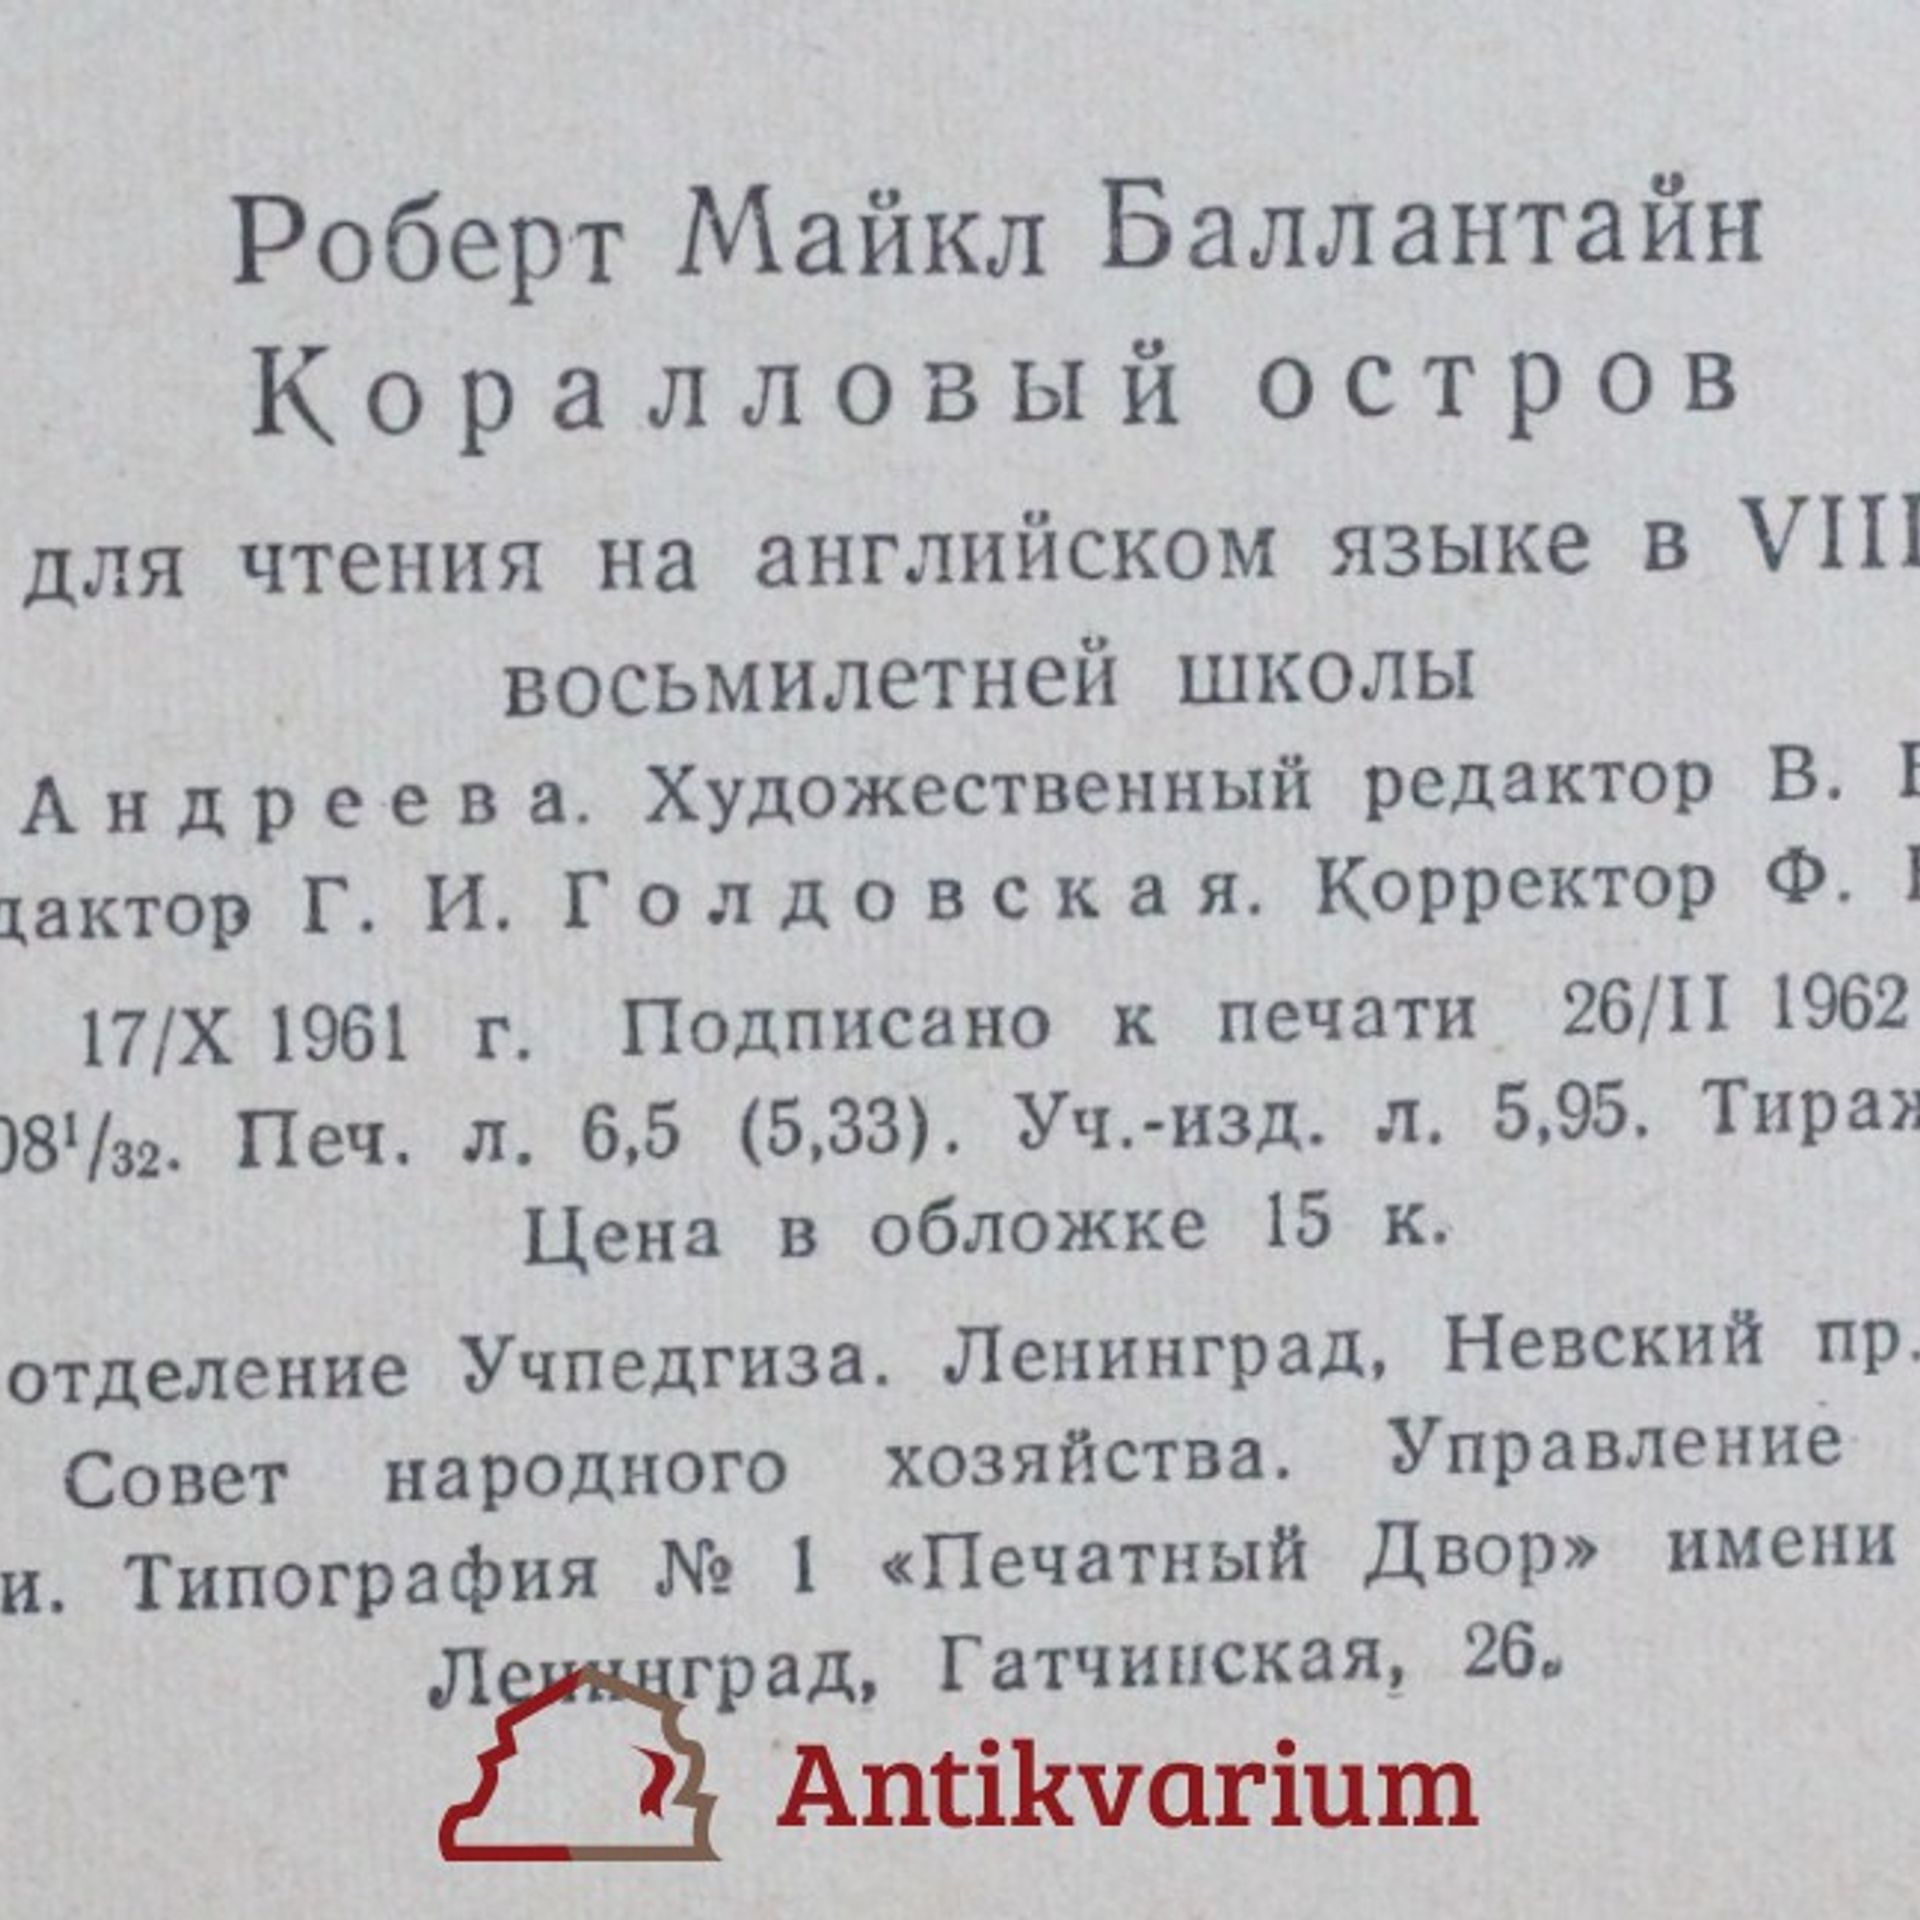 Роберт Майкл Баллантайн
Коралловый остров
для чтения на английском языке в VIII
восьмилетней школы
Андреева. Художественный редактор В.
дактор Г. И. Голдовская. Корректор Ф.
17/X 1961 г. Подписано к печати 26/II 1962
08¹/₃₂. Печ. л. 6,5 (5,33). Уч.-изд. л. 5,95. Тираж
Цена в обложке 15 к.
отделение Учпедгиза. Ленинград, Невский пр.
Совет народного хозяйства. Управление
и. Типография № 1 «Печатный Двор» имени
Ленинград, Гатчинская, 26.
Antikvarium